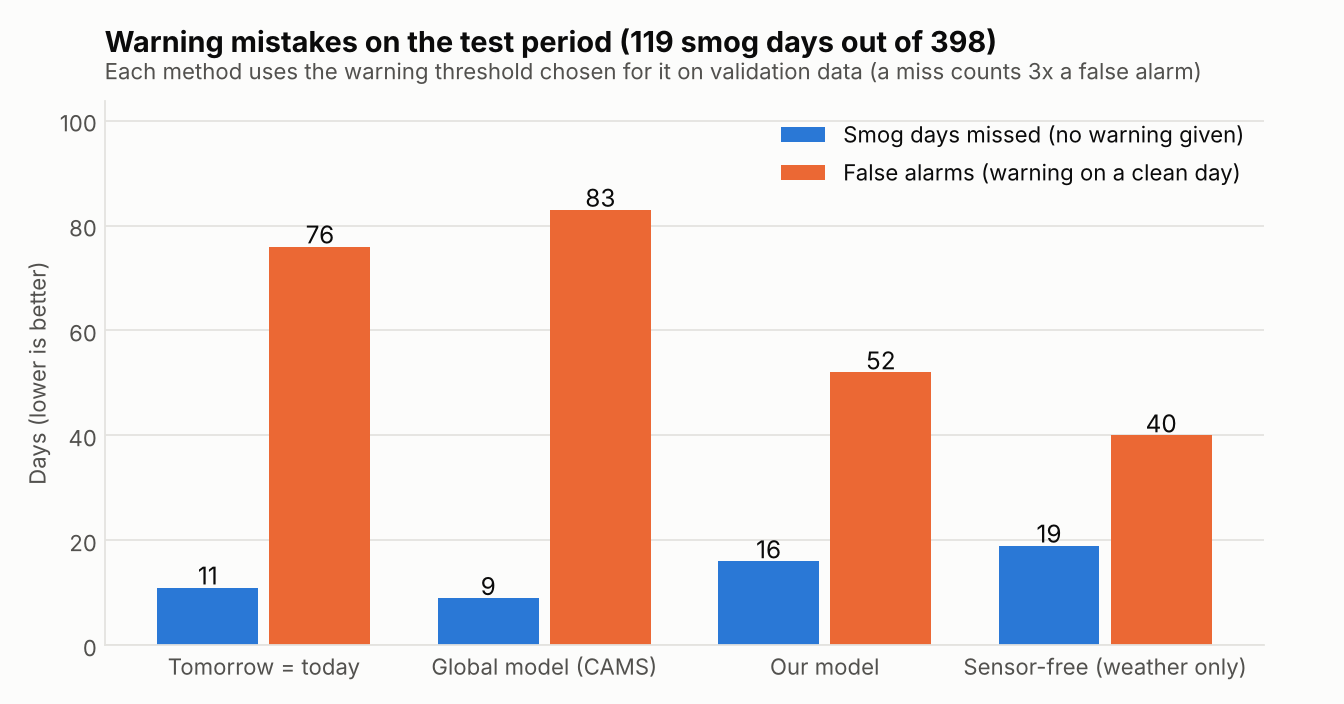 Warning mistakes on the test period (119 smog days out of 398)
Each method uses the warning threshold chosen for it on validation data (a miss counts 3x a false alarm)
Smog days missed (no warning given)
False alarms (warning on a clean day)
Days (lower is better)
100
80
60
40
20
0
11
76
9
83
16
52
19
40
Tomorrow = today
Global model (CAMS)
Our model
Sensor-free (weather only)